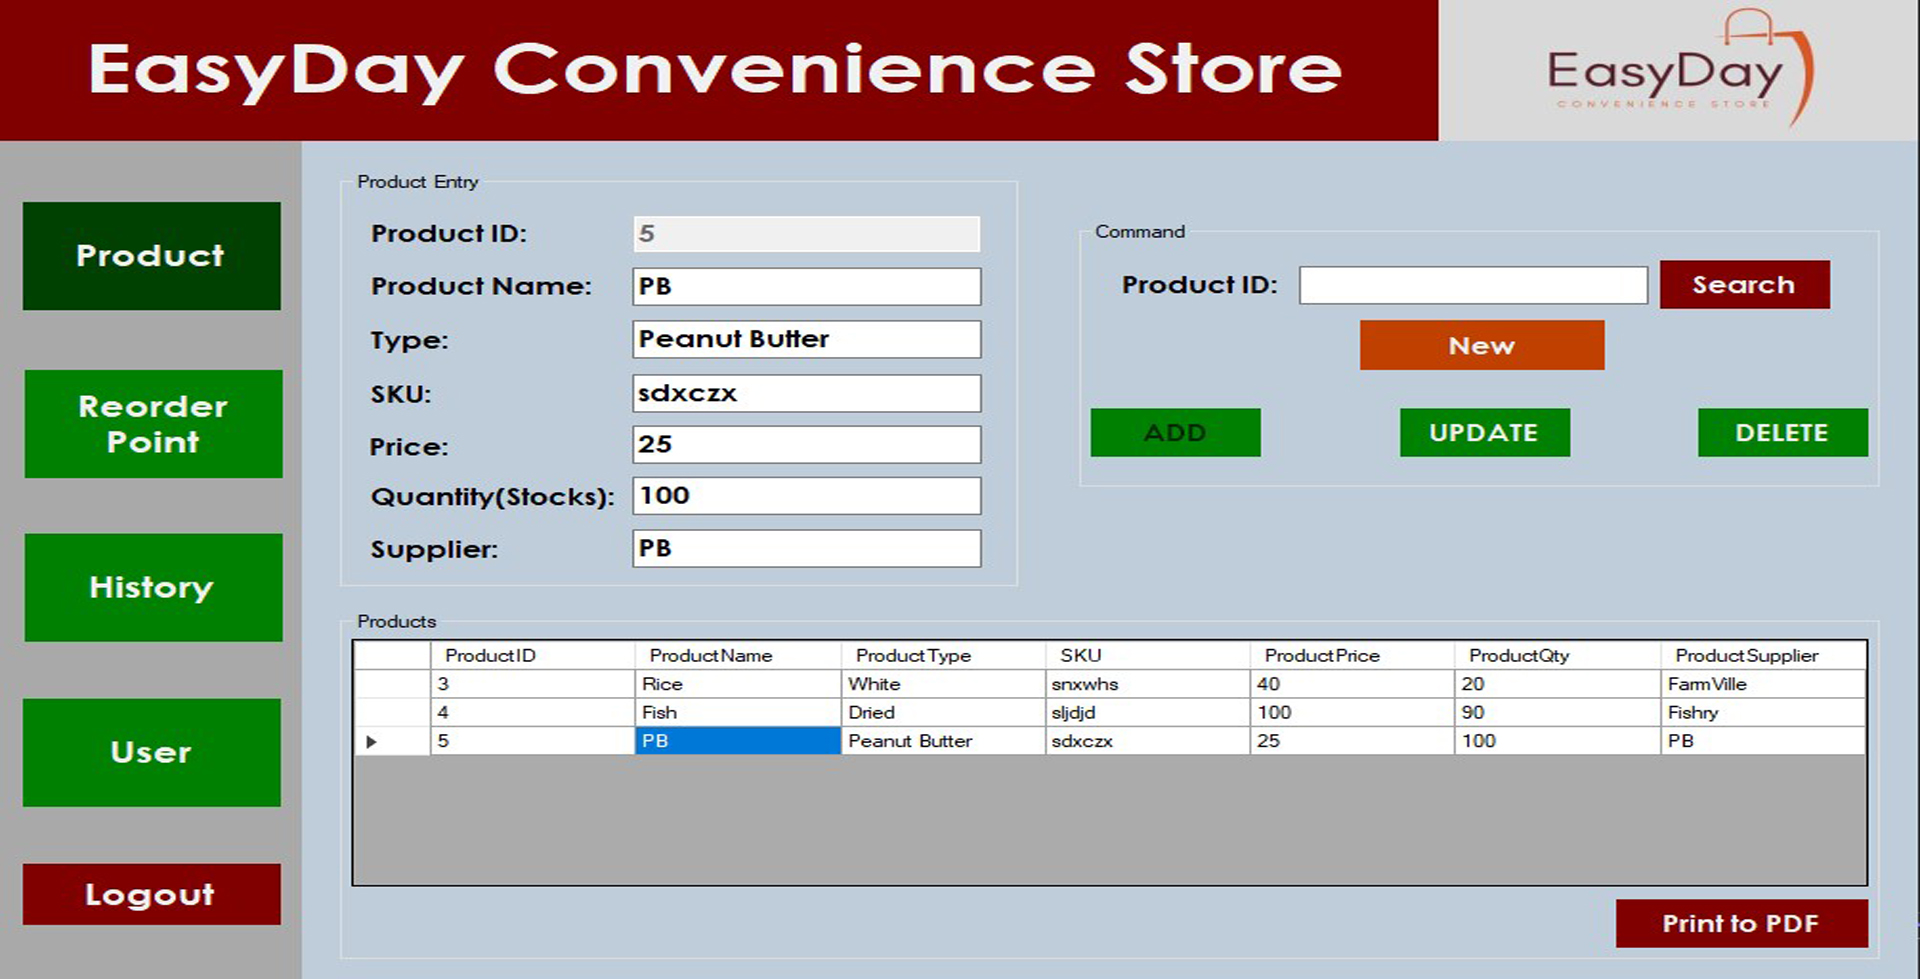 EasyDay Convenience Store
EasyDay
CONVENIENCE STORE
Product
Reorder
Point
History
User
Logout
Product Entry
Product ID: 5
Product Name: PB
Type: Peanut Butter
SKU: sdxczx
Price: 25
Quantity(Stocks): 100
Supplier: PB
Command
Product ID: Search
New
ADD UPDATE DELETE
Products
ProductID ProductName ProductType SKU ProductPrice ProductQty ProductSupplier
3 Rice White snxwhs 40 20 FarmVille
4 Fish Dried sljdjd 100 90 Fishry
5 PB Peanut Butter sdxczx 25 100 PB
Print to PDF